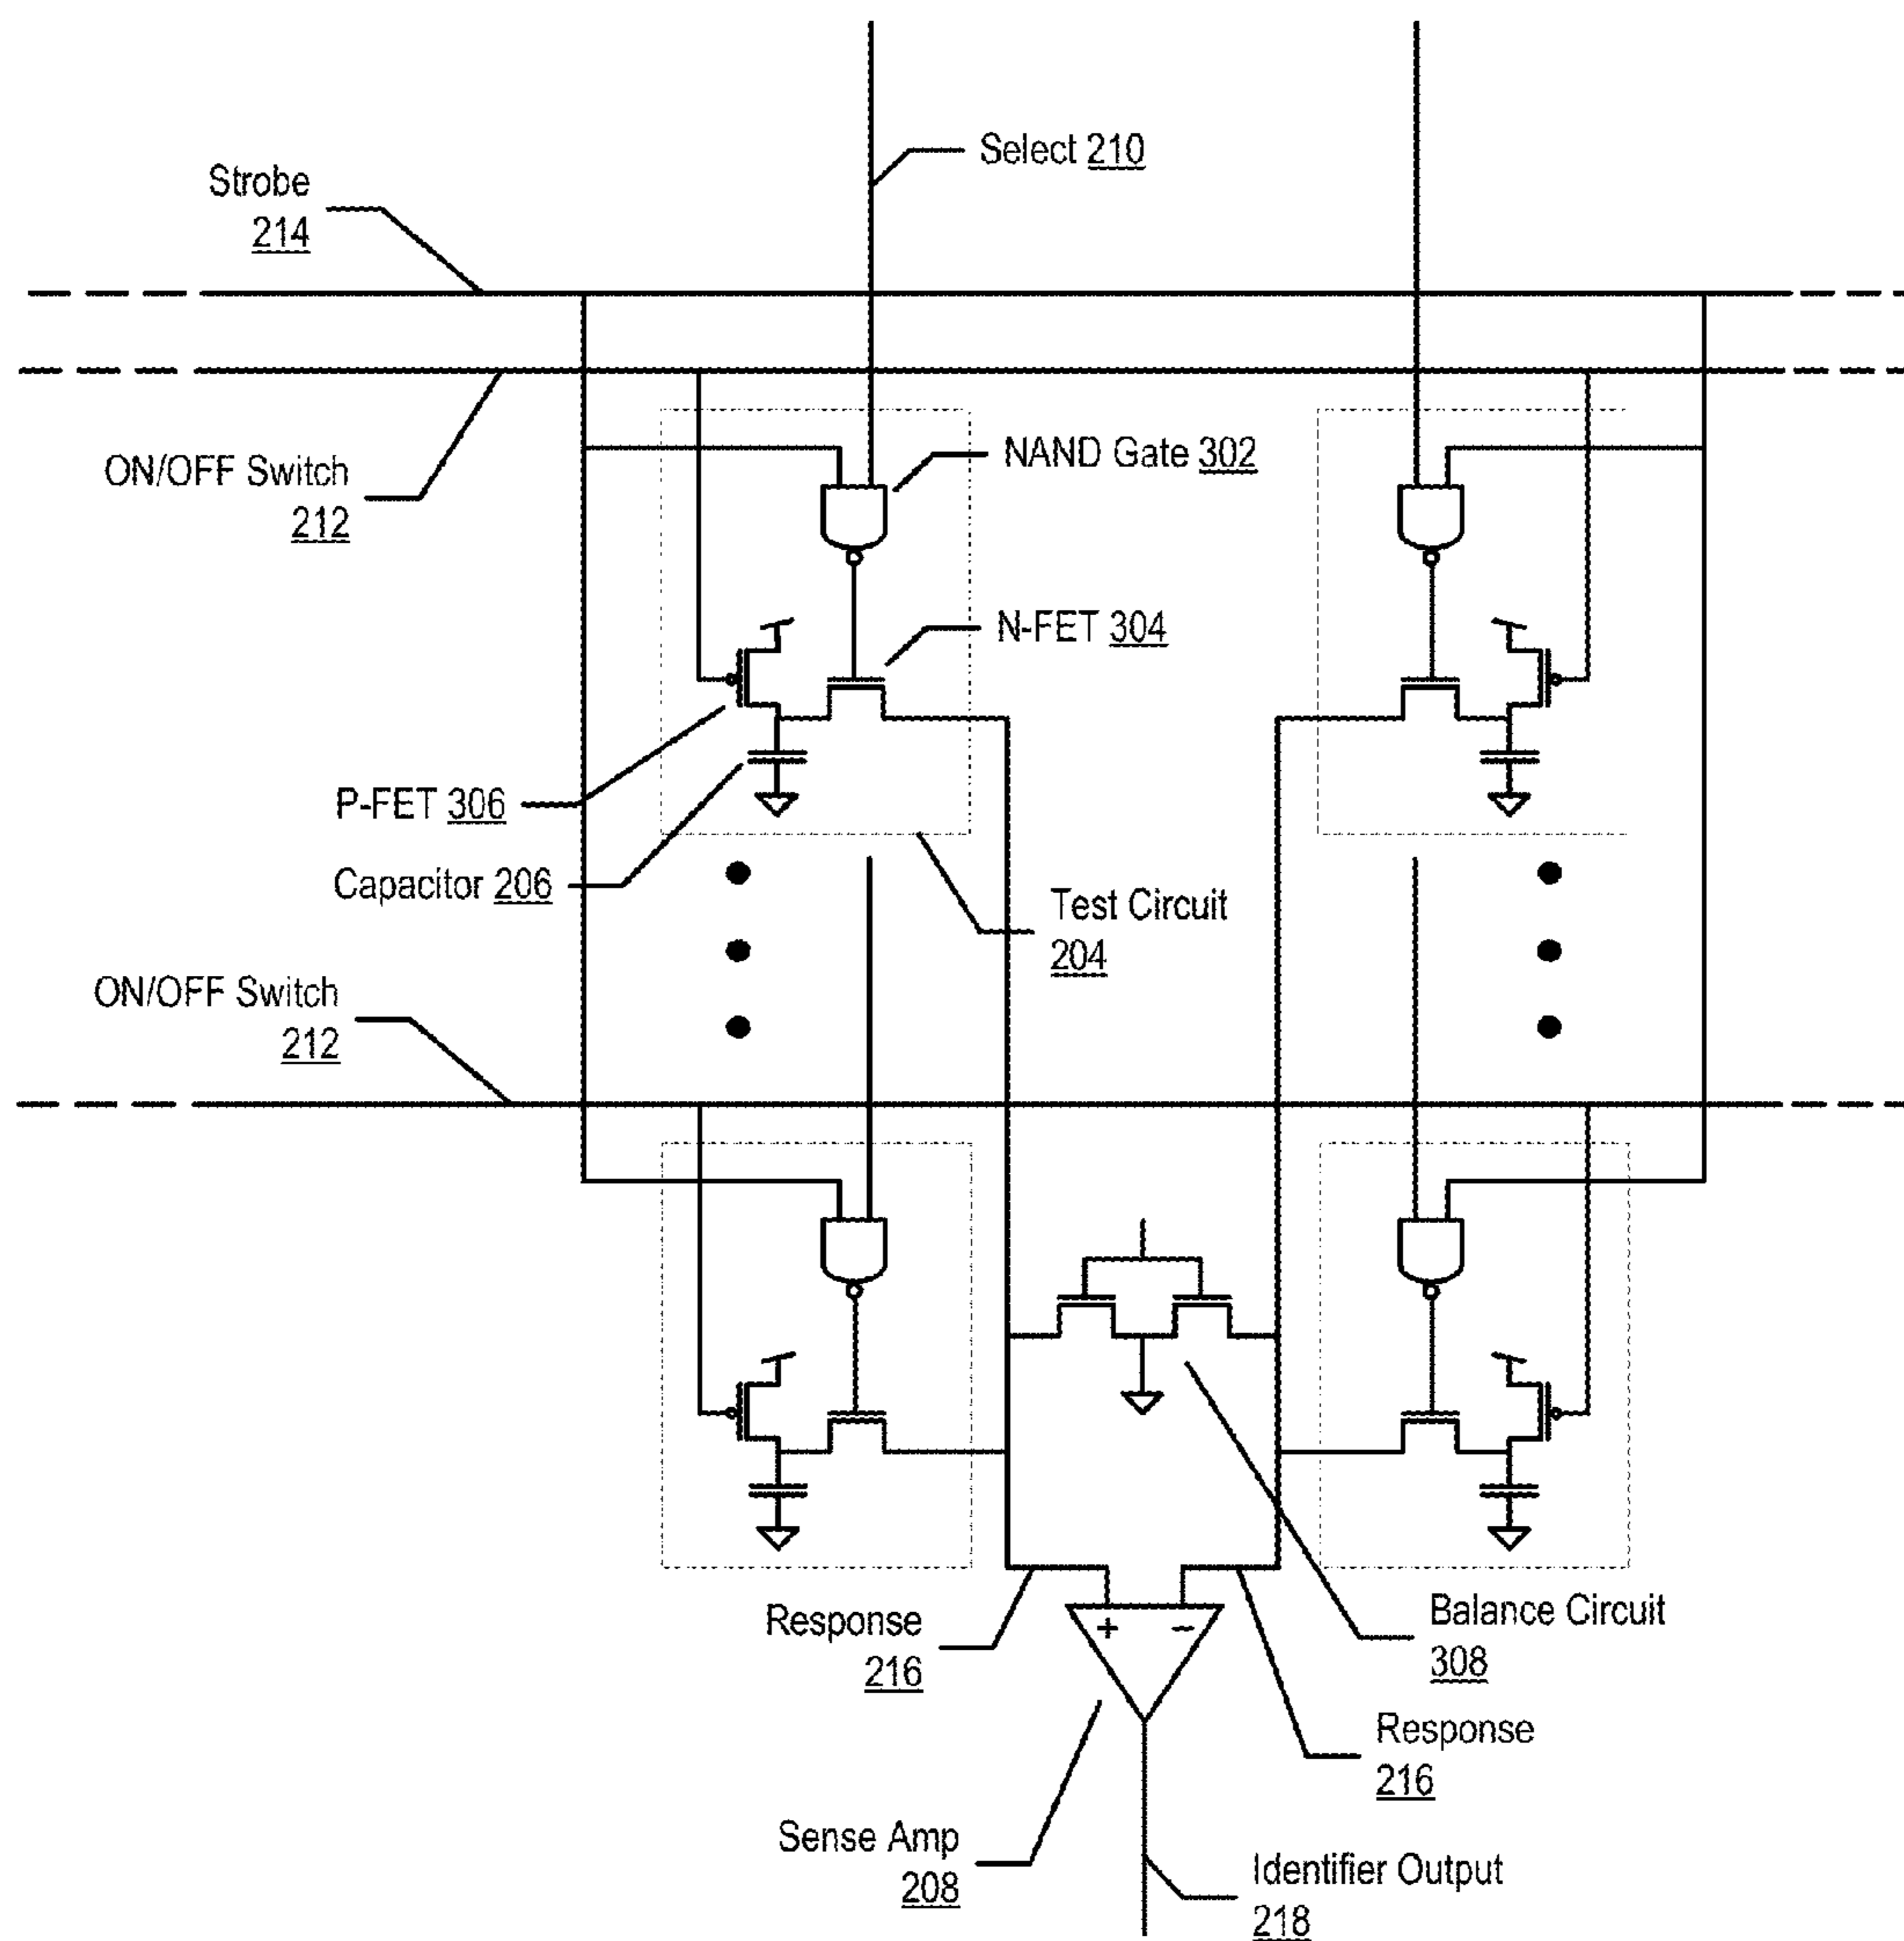 Select 210
Strobe
214
ON/OFF Switch
212
NAND Gate 302
N-FET 304
P-FET 306
Capacitor 206
Test Circuit
204
ON/OFF Switch
212
+ −
Response
216
Balance Circuit
308
Response
216
Sense Amp
208
Identifier Output
218